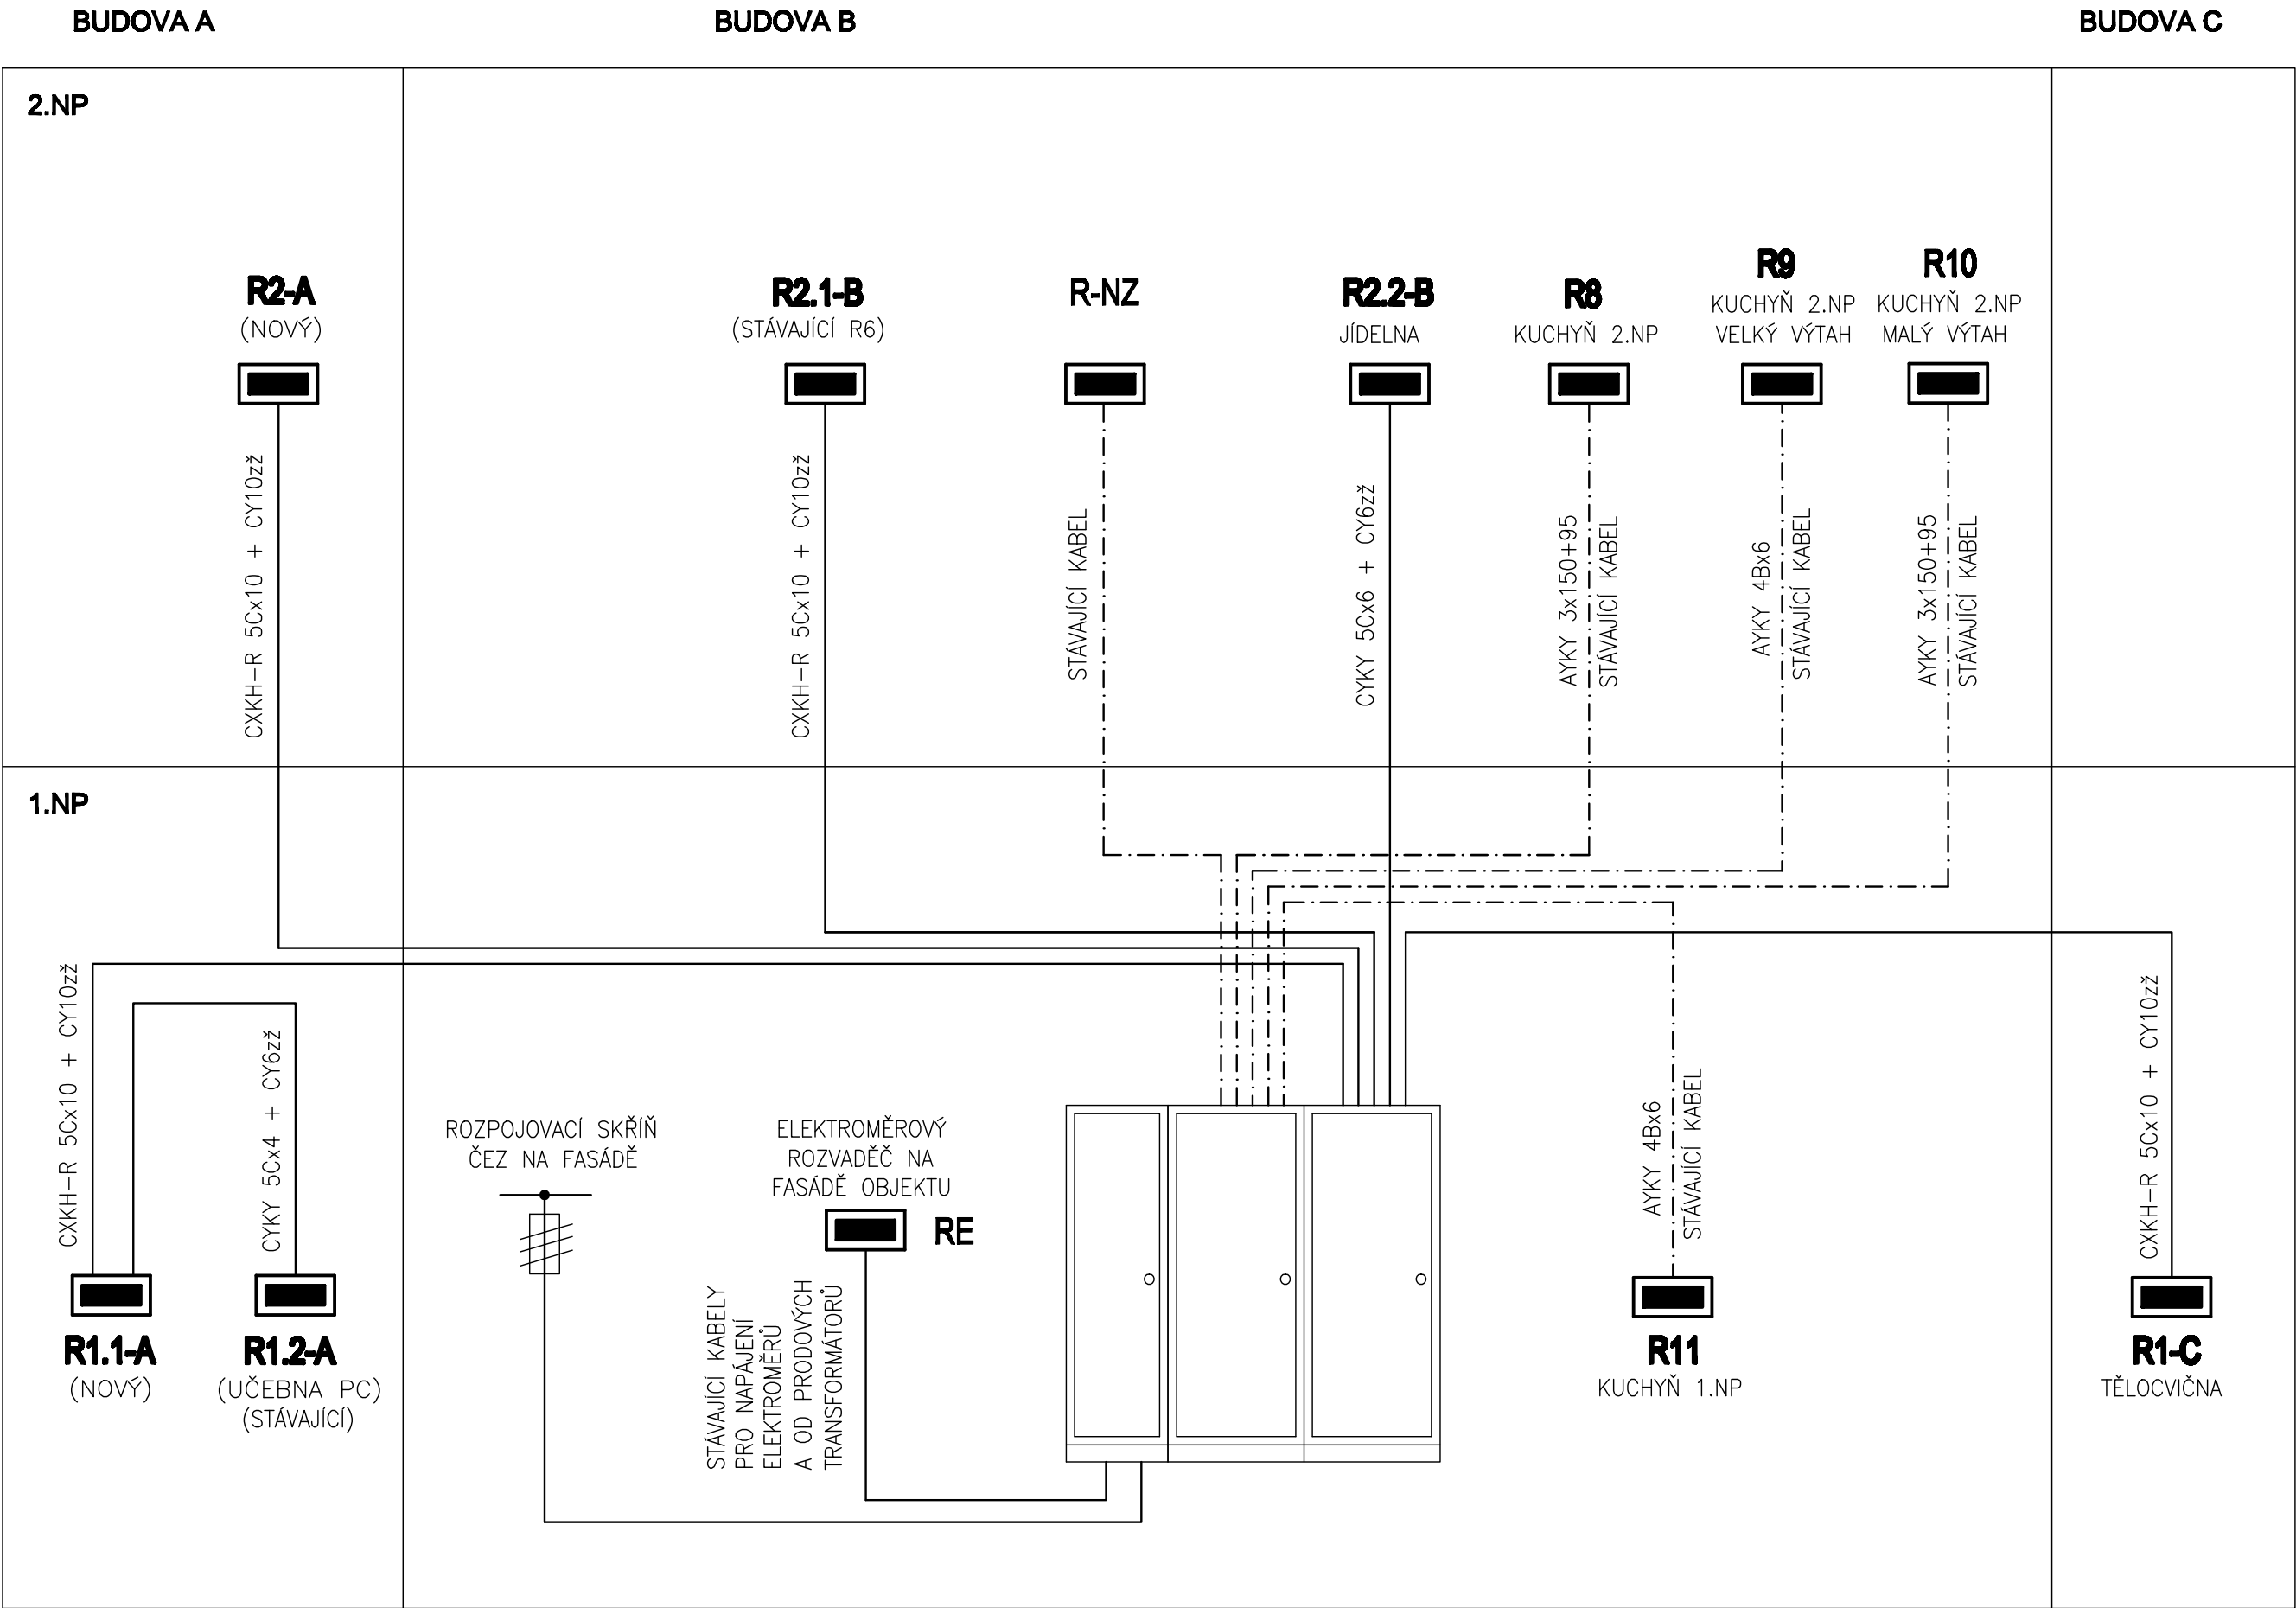 BUDOVA A
BUDOVA B
BUDOVA C
2.NP
R2-A
(NOVÝ)
R2.1-B
(STÁVAJÍCÍ R6)
R-NZ
R2.2-B
JÍDELNA
R8
KUCHYŇ 2.NP
R9
KUCHYŇ 2.NP
VELKÝ VÝTAH
R10
KUCHYŇ 2.NP
MALÝ VÝTAH
CXKH-R 5Cx10 + CY10zž
CXKH-R 5Cx10 + CY10zž
STÁVAJÍCÍ KABEL
CYKY 5Cx6 + CY6zž
AYKY 3x150+95
STÁVAJÍCÍ KABEL
AYKY 4Bx6
STÁVAJÍCÍ KABEL
AYKY 3x150+95
STÁVAJÍCÍ KABEL
1.NP
CXKH-R 5Cx10 + CY10zž
CYKY 5Cx4 + CY6zž
R1.1-A
(NOVÝ)
R1.2-A
(UČEBNA PC)
(STÁVAJÍCÍ)
ROZPOJOVACÍ SKŘÍŇ
ČEZ NA FASÁDĚ
ELEKTROMĚROVÝ
ROZVADĚČ NA
FASÁDĚ OBJEKTU
RE
STÁVAJÍCÍ KABELY
PRO NAPÁJENÍ
ELEKTROMĚRŮ
A OD PRODOVÝCH
TRANSFORMÁTORŮ
AYKY 4Bx6
STÁVAJÍCÍ KABEL
R11
KUCHYŇ 1.NP
CXKH-R 5Cx10 + CY10zž
R1-C
TĚLOCVIČNA